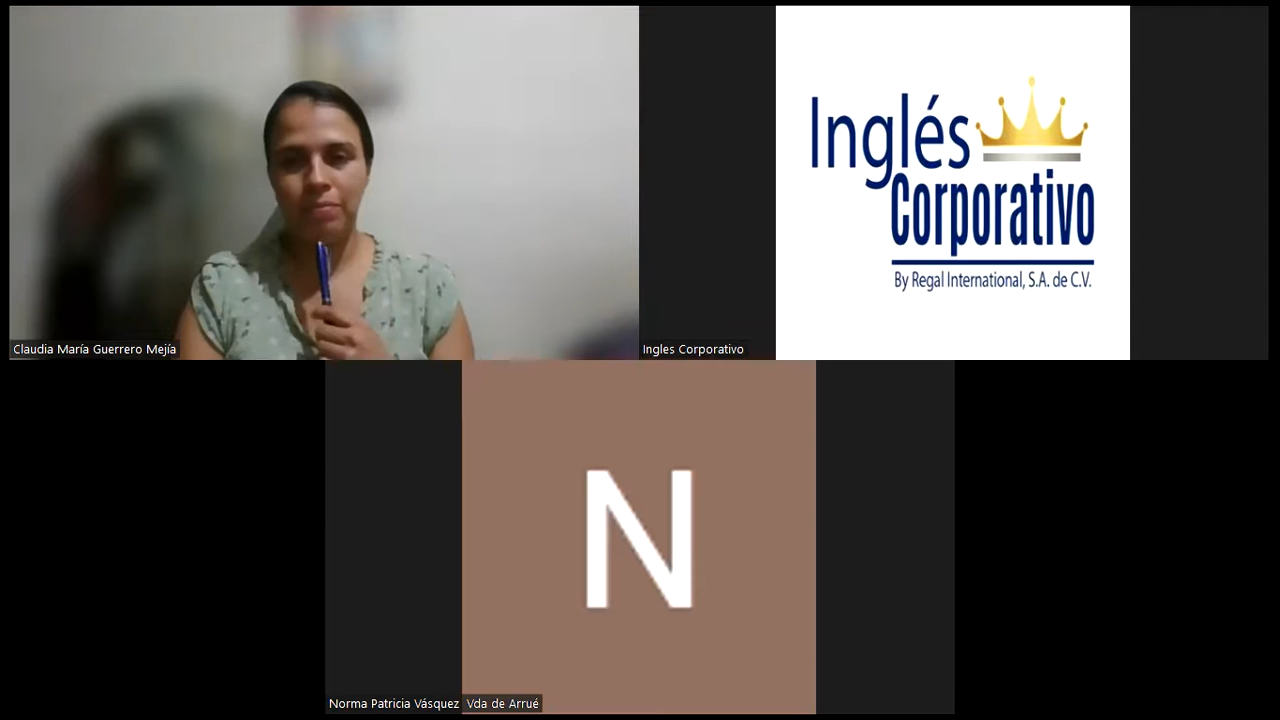 Inglés
Corporativo
By Regal International, S.A. de C.V.
Claudia María Guerrero Mejía
Ingles Corporativo
N
Norma Patricia Vásquez Vda de Arrué